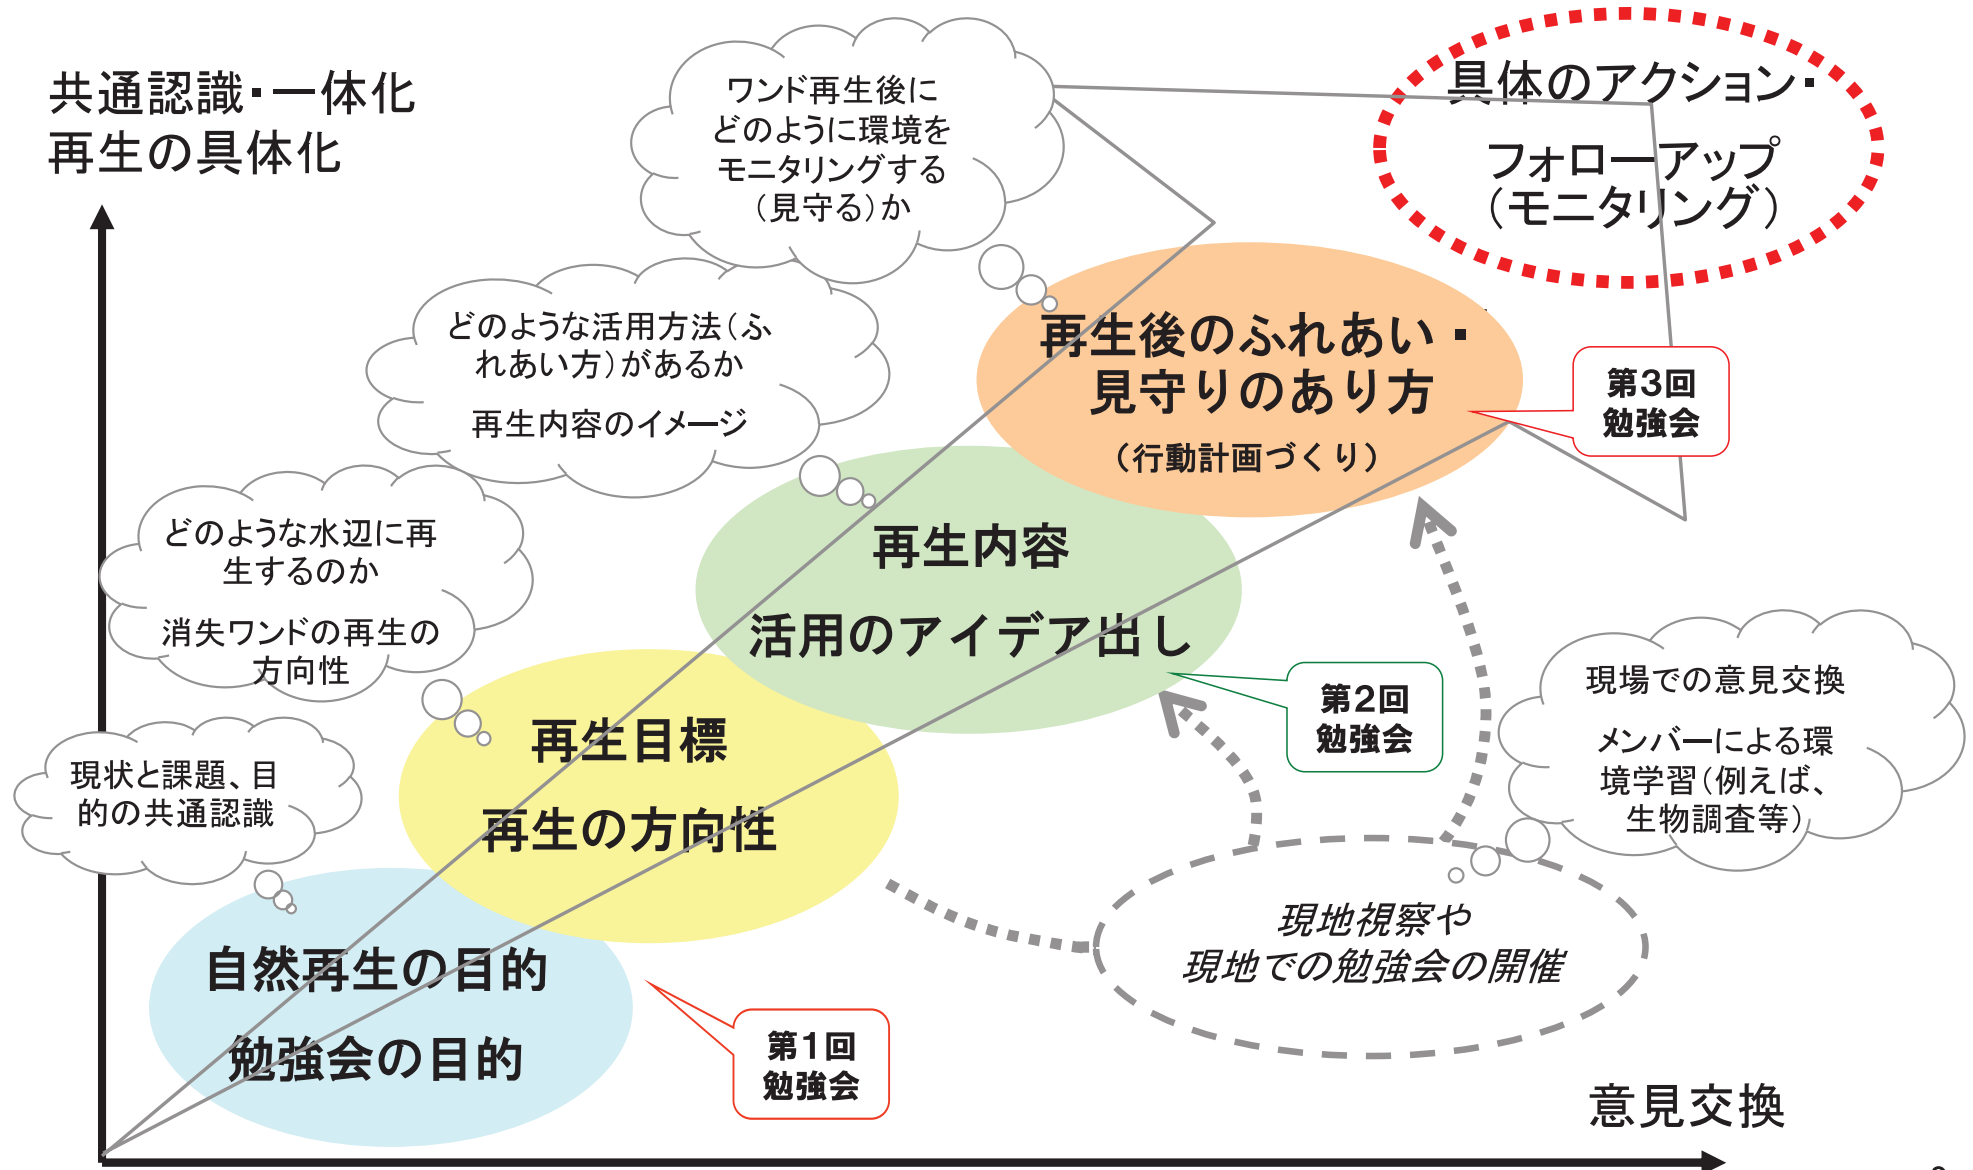 共通認識・一体化
再生の具体化
ワンド再生後に
どのように環境を
モニタリングする
（見守る）か
具体のアクション・
フォローアップ
（モニタリング）
どのような活用方法（ふ
れあい方）があるか
再生内容のイメージ
再生後のふれあい・
見守りのあり方
（行動計画づくり）
第3回
勉強会
どのような水辺に再
生するのか
消失ワンドの再生の
方向性
再生内容
活用のアイデア出し
第2回
勉強会
現場での意見交換
メンバーによる環
境学習（例えば、
生物調査等）
現状と課題、目
的の共通認識
再生目標
再生の方向性
現地視察や
現地での勉強会の開催
自然再生の目的
勉強会の目的
第1回
勉強会
意見交換